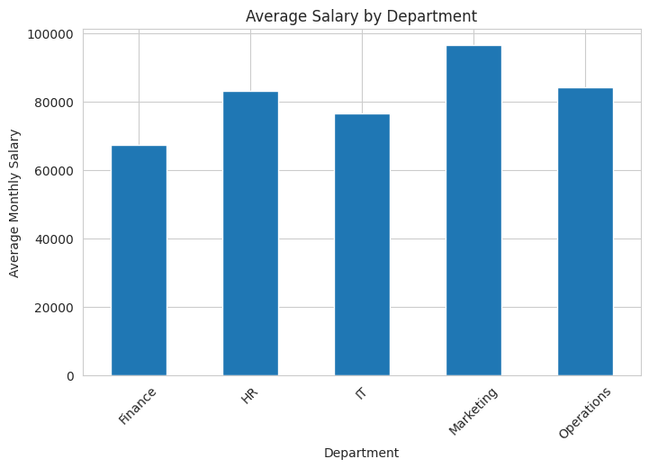 Average Salary by Department
100000
80000
60000
40000
20000
0
Average Monthly Salary
Finance
HR
IT
Marketing
Operations
Department